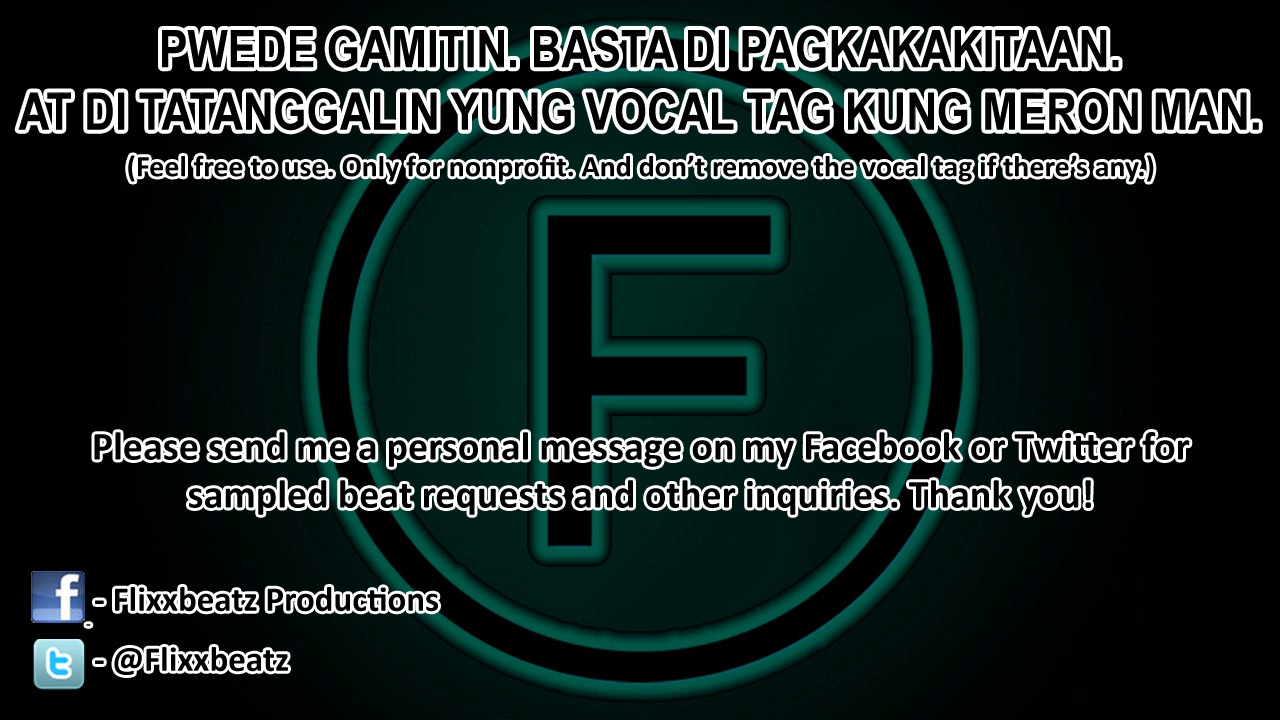 PWEDE GAMITIN. BASTA DI PAGKAKAKITAAN.
AT DI TATANGGALIN YUNG VOCAL TAG KUNG MERON MAN.
(Feel free to use. Only for nonprofit. And don’t remove the vocal tag if there’s any.)
F
Please send me a personal message on my Facebook or Twitter for
sampled beat requests and other inquiries. Thank you!
f - Flixxbeatz Productions
-
t - @Flixxbeatz